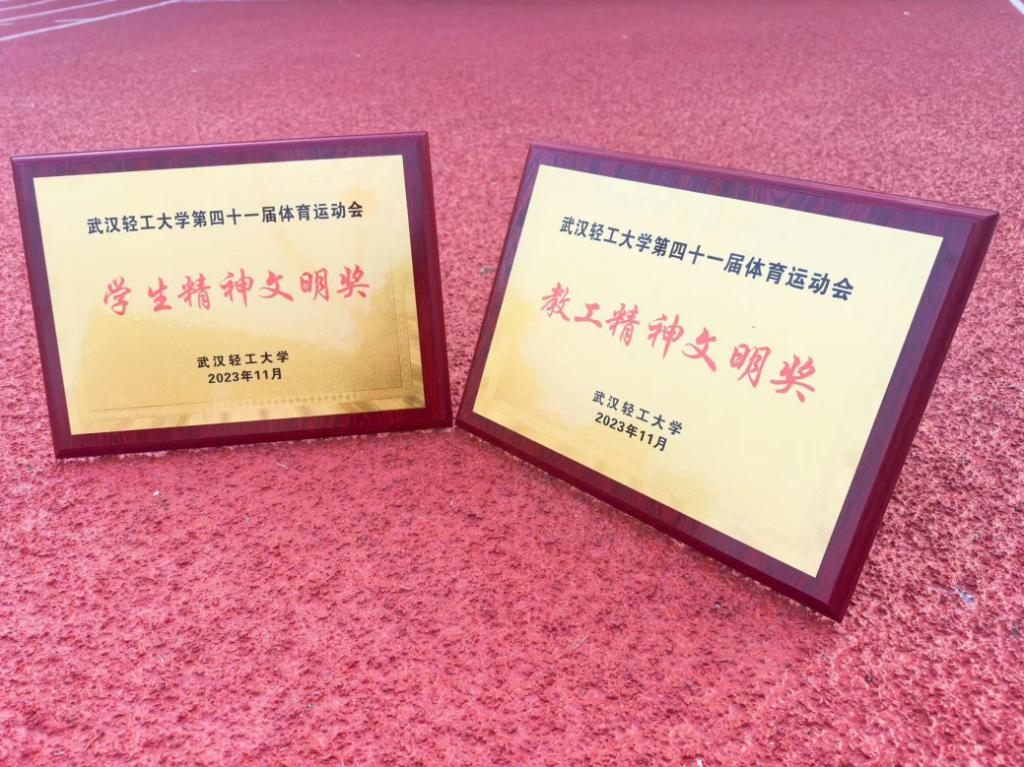 武汉轻工大学第四十一届体育运动会
学生精神文明奖
武汉轻工大学
2023年11月
武汉轻工大学第四十一届体育运动会
教工精神文明奖
武汉轻工大学
2023年11月